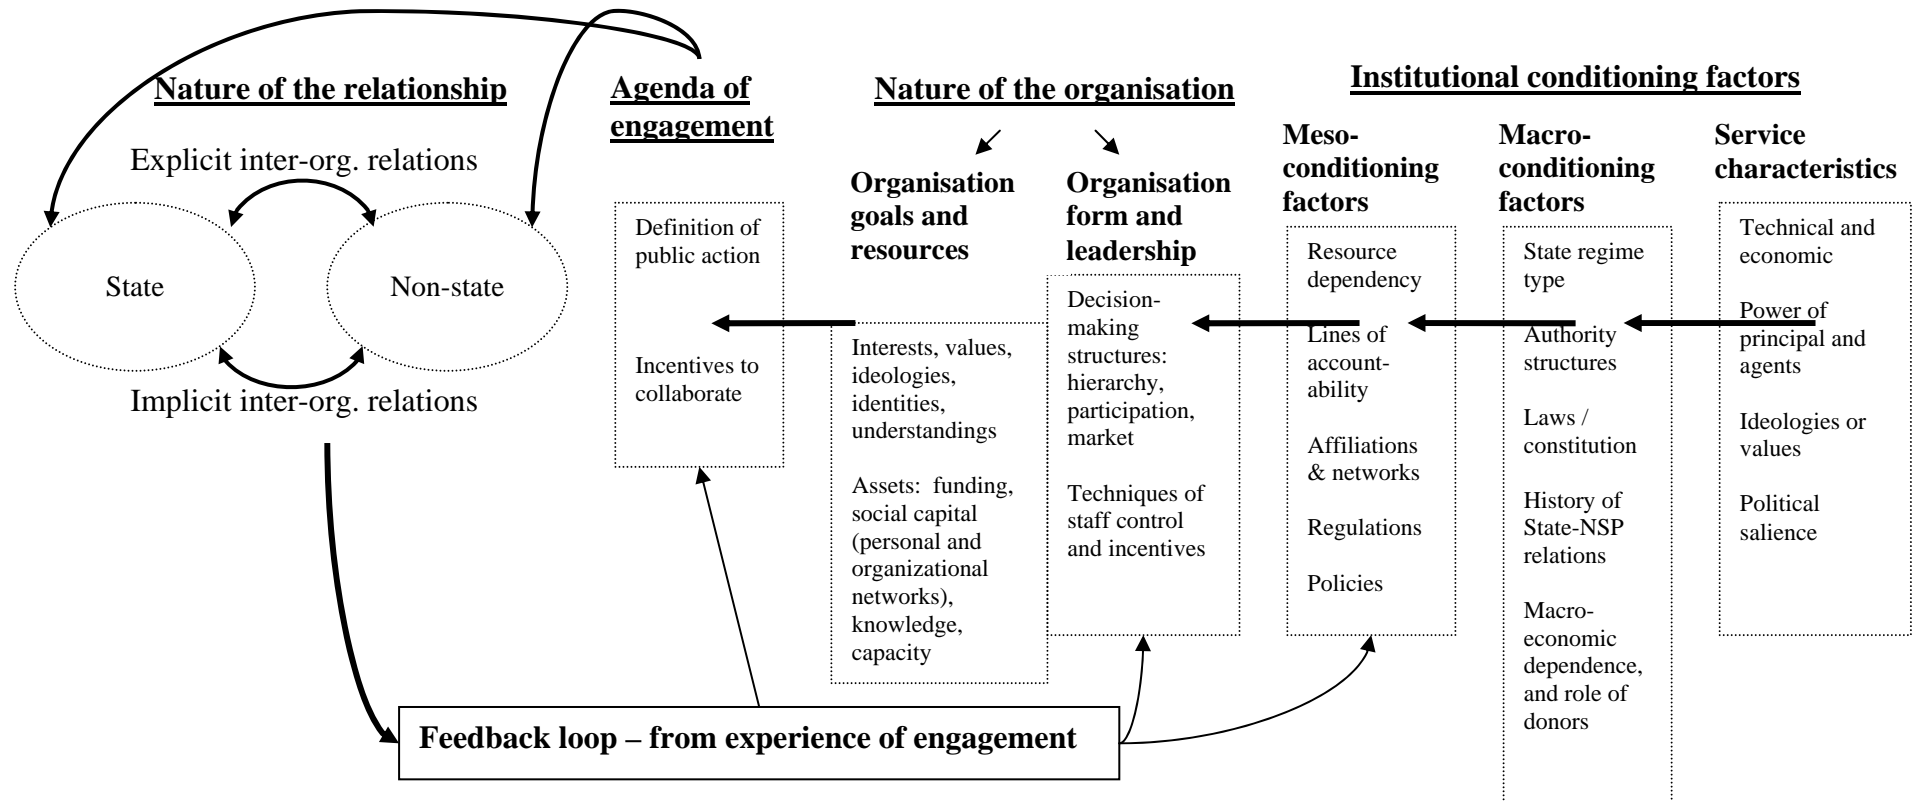 Nature of the relationship
Explicit inter-org. relations
State
Non-state
Implicit inter-org. relations
Agenda of
engagement
Definition of
public action
Incentives to
collaborate
Nature of the organisation
Organisation
goals and
resources
Interests, values,
ideologies,
identities,
understandings
Assets:  funding,
social capital
(personal and
organizational
networks),
knowledge,
capacity
Organisation
form and
leadership
Decision-
making
structures:
hierarchy,
participation,
market
Techniques of
staff control
and incentives
Institutional conditioning factors
Meso-
conditioning
factors
Resource
dependency
Lines of
account-
ability
Affiliations
& networks
Regulations
Policies
Macro-
conditioning
factors
State regime
type
Authority
structures
Laws /
constitution
History of
State-NSP
relations
Macro-
economic
dependence,
and role of
donors
Service
characteristics
Technical and
economic
Power of
principal and
agents
Ideologies or
values
Political
salience
Feedback loop – from experience of engagement